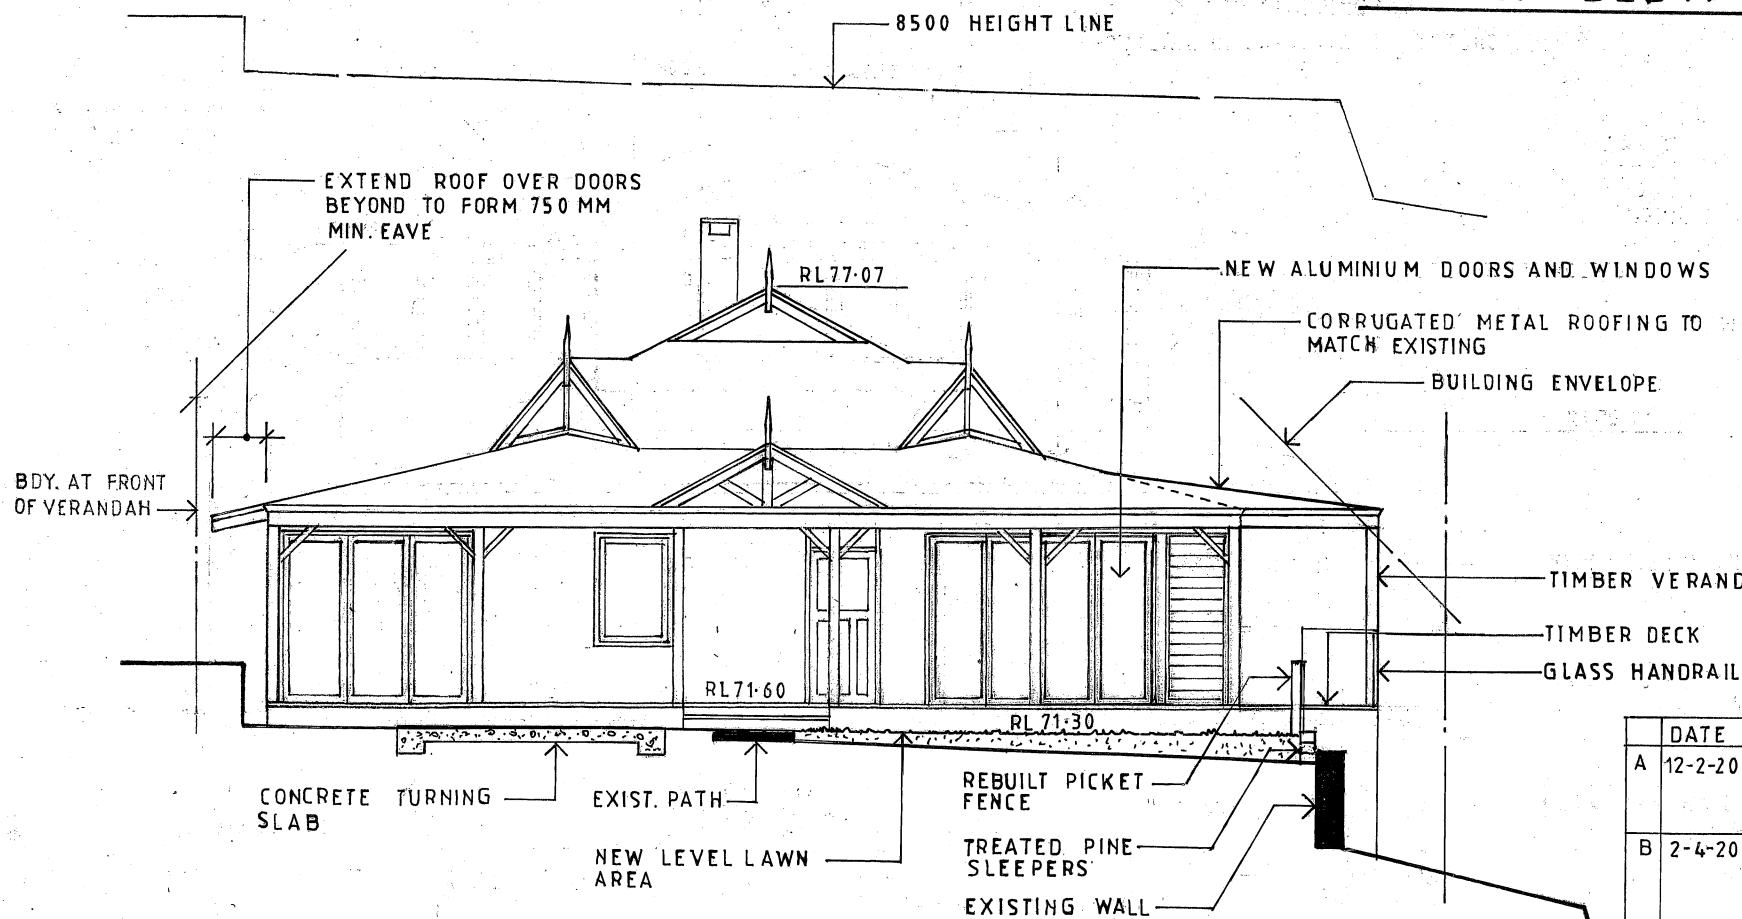 8500 HEIGHT LINE
EXTEND ROOF OVER DOORS
BEYOND TO FORM 750 MM
MIN. EAVE
RL77·07
NEW ALUMINIUM DOORS AND WINDOWS
CORRUGATED METAL ROOFING TO
MATCH EXISTING
BUILDING ENVELOPE
BDY. AT FRONT
OF VERANDAH
TIMBER VERAND
TIMBER DECK
GLASS HANDRAIL
RL71·60
RL 71·30
CONCRETE TURNING
SLAB
EXIST. PATH
NEW LEVEL LAWN
AREA
REBUILT PICKET
FENCE
TREATED PINE
SLEEPERS
EXISTING WALL
DATE
A 12-2-20
B 2-4-20